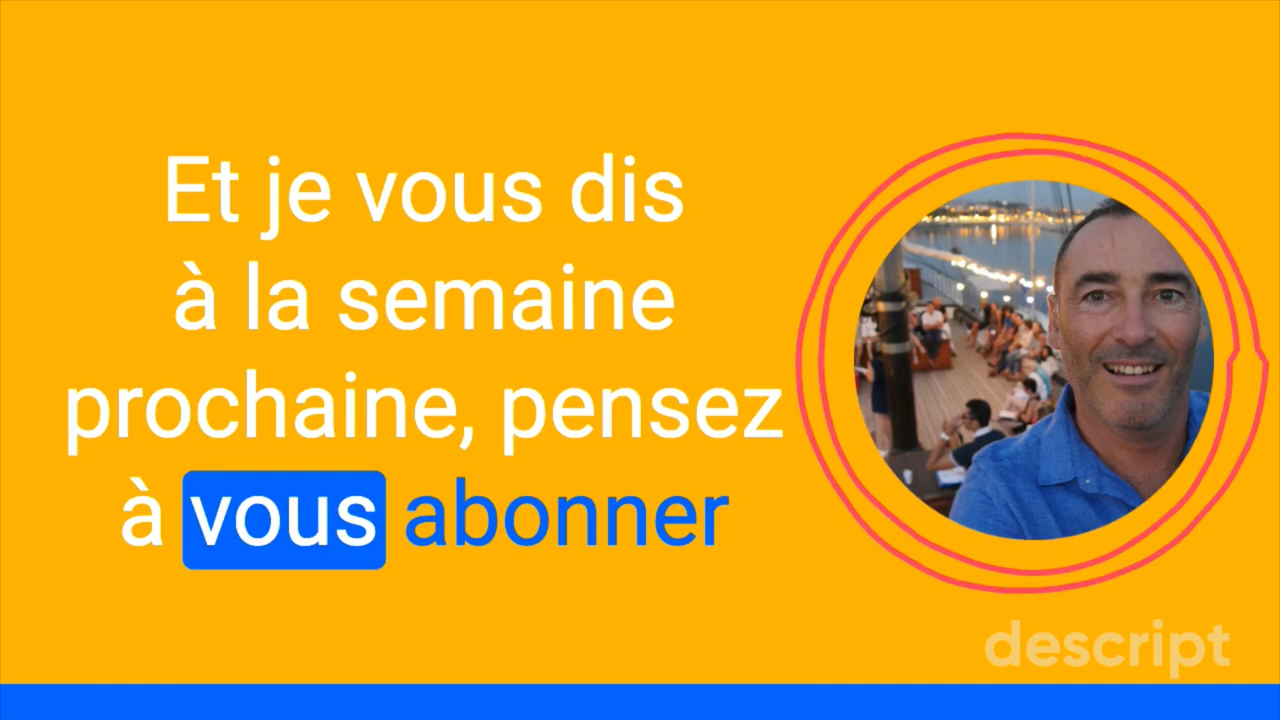 Et je vous dis
à la semaine
prochaine, pensez
à vous abonner
descript